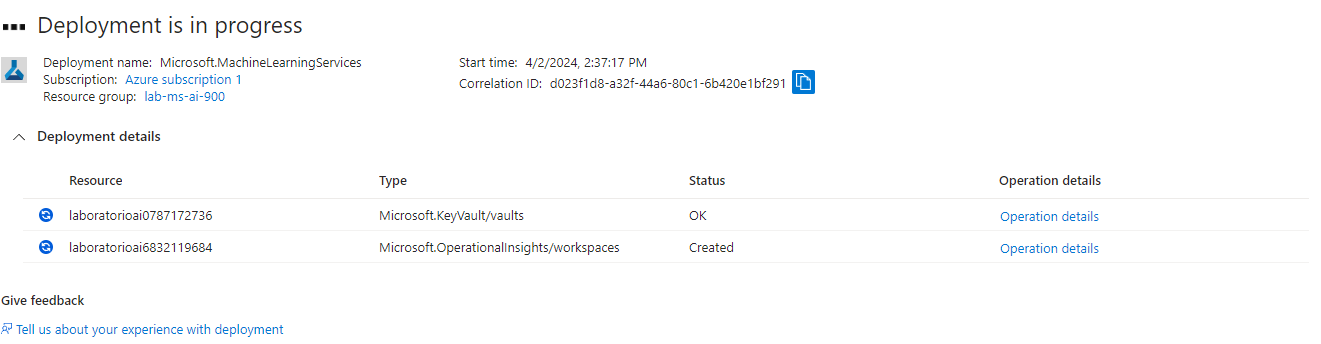 Deployment is in progress
Deployment name: Microsoft.MachineLearningServices
Subscription: Azure subscription 1
Resource group: lab-ms-ai-900
Start time: 4/2/2024, 2:37:17 PM
Correlation ID: d023f1d8-a32f-44a6-80c1-6b420e1bf291
Deployment details
Resource Type Status Operation details
laboratorioai0787172736 Microsoft.KeyVault/vaults OK Operation details
laboratorioai6832119684 Microsoft.OperationalInsights/workspaces Created Operation details
Give feedback
Tell us about your experience with deployment